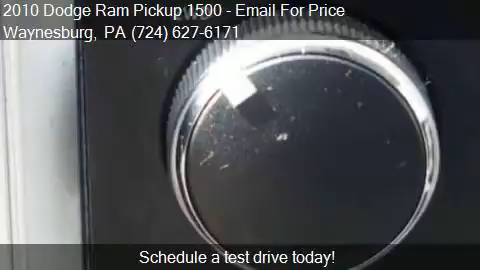 2010 Dodge Ram Pickup 1500 - Email For Price
Waynesburg, PA (724) 627-6171
Schedule a test drive today!